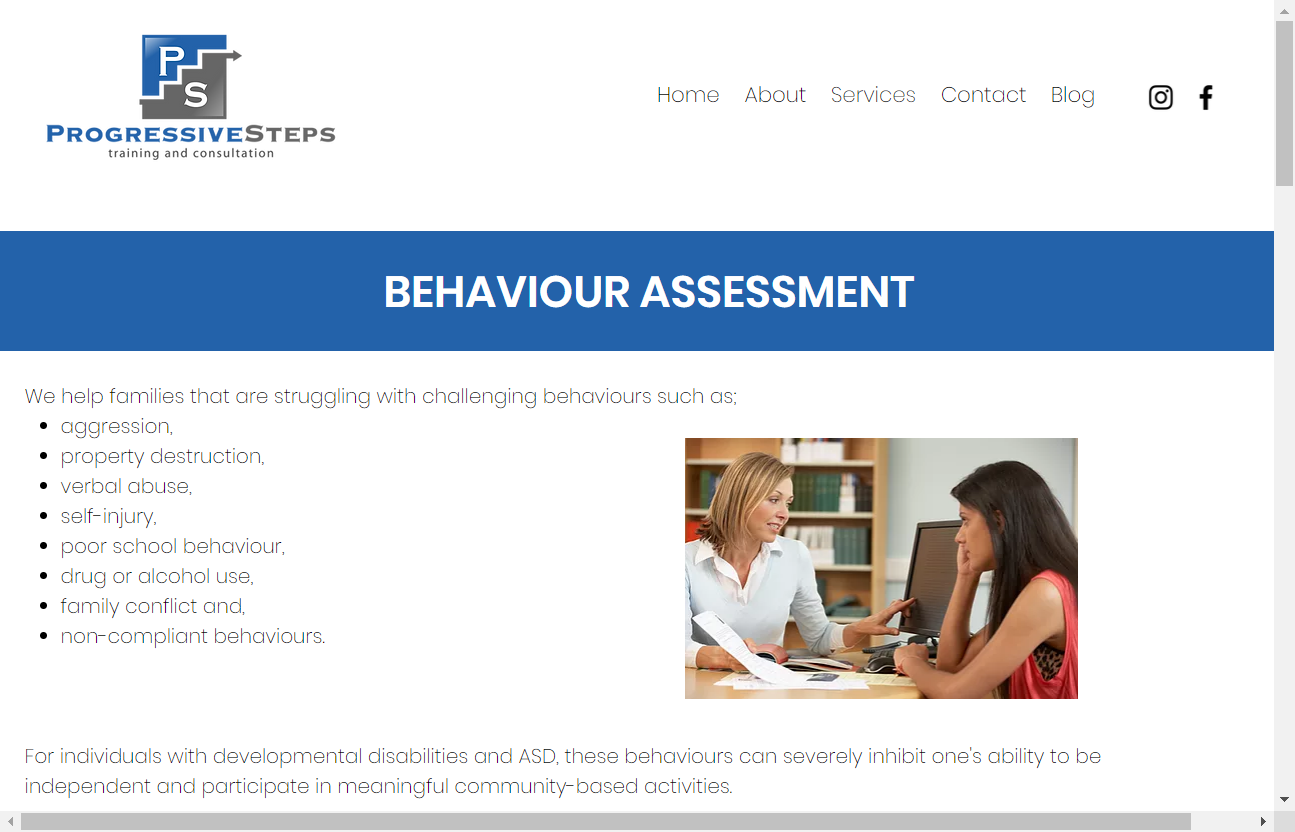 P
S
PROGRESSIVESTEPS
training and consultation
Home About Services Contact Blog
BEHAVIOUR ASSESSMENT
We help families that are struggling with challenging behaviours such as;
aggression,
property destruction,
verbal abuse,
self-injury,
poor school behaviour,
drug or alcohol use,
family conflict and,
non-compliant behaviours.
For individuals with developmental disabilities and ASD, these behaviours can severely inhibit one's ability to be
independent and participate in meaningful community-based activities.